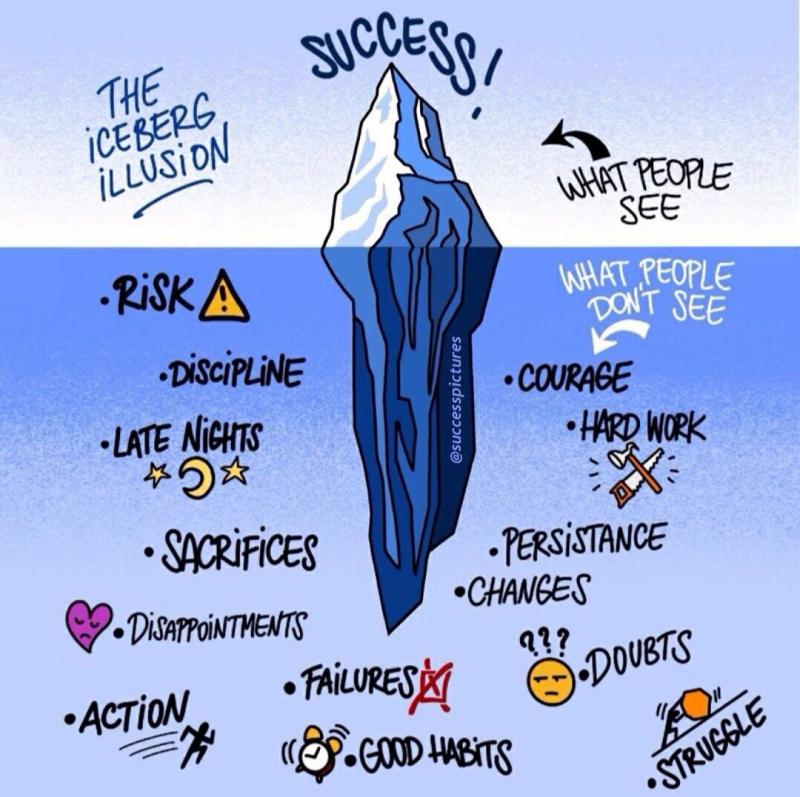 SUCCESS!
THE
ICEBERG
ILLUSION
WHAT PEOPLE
SEE
WHAT PEOPLE
DON'T SEE
•RISK
•DISCIPLINE
•LATE NIGHTS
•SACRIFICES
•DISAPPOINTMENTS
•ACTION
•FAILURES
•GOOD HABITS
•COURAGE
•HARD WORK
•PERSISTANCE
•CHANGES
???
•DOUBTS
•STRUGGLE
@successpictures